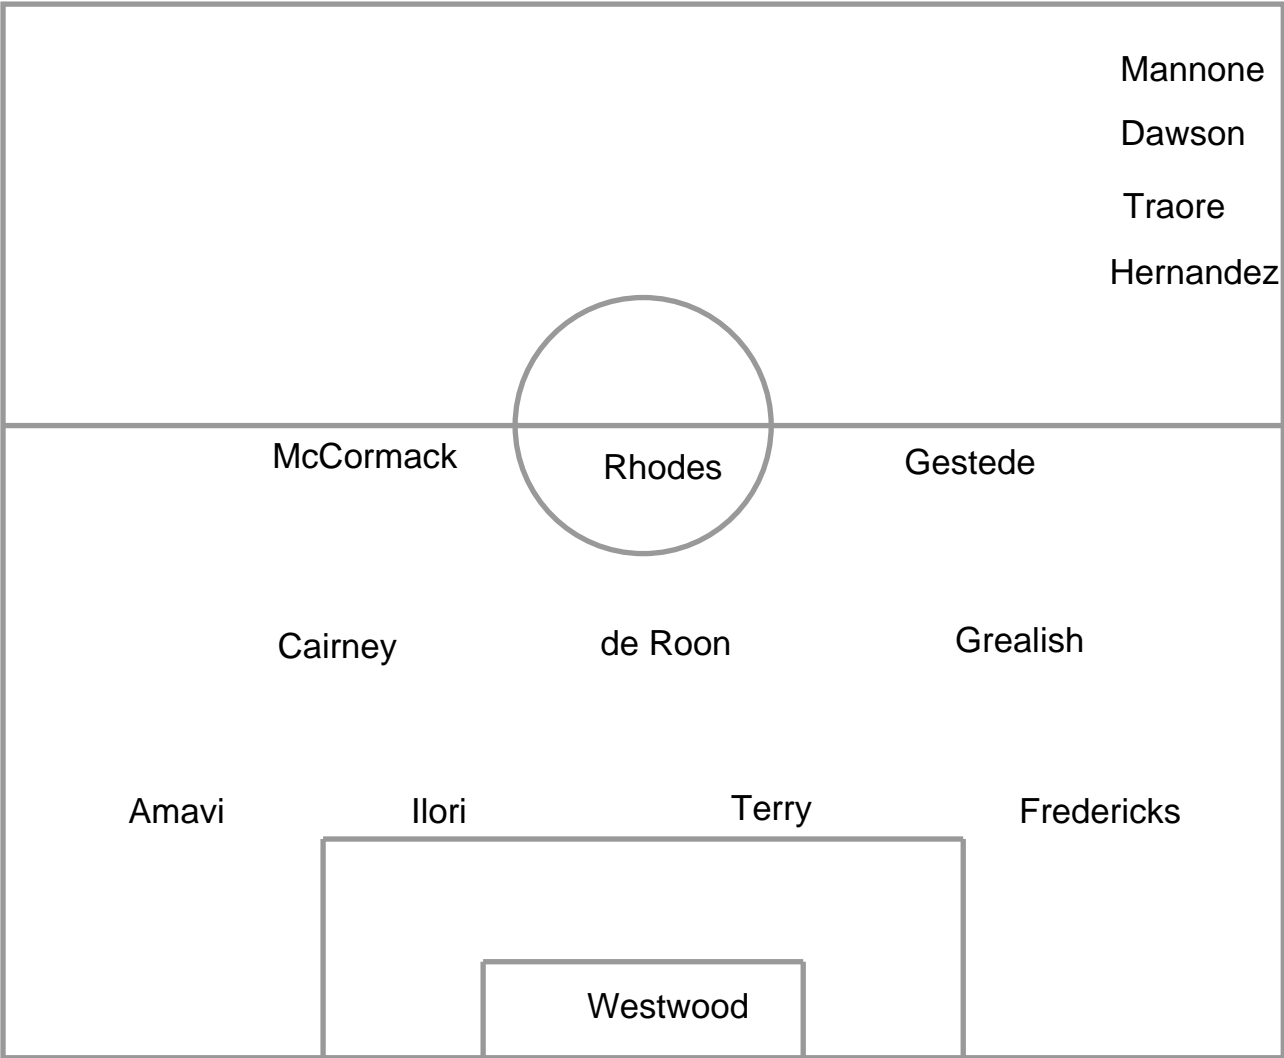 Mannone
Dawson
Traore
Hernandez
McCormack Rhodes Gestede
Cairney de Roon Grealish
Amavi Ilori Terry Fredericks
Westwood